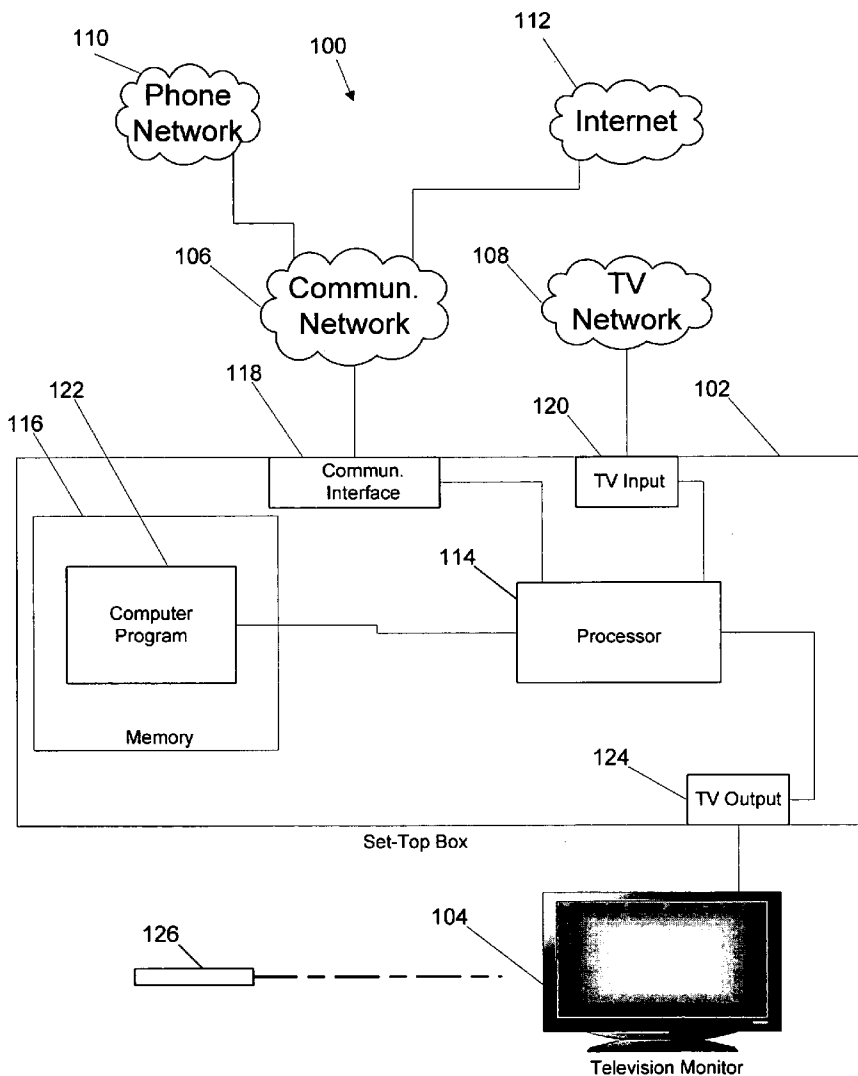 110
100
112
Phone
Network
Internet
106
Commun.
Network
108
TV
Network
122
118
116
120
102
Commun.
Interface
TV Input
114
Computer
Program
Processor
Memory
124
TV Output
Set-Top Box
104
126
Television Monitor